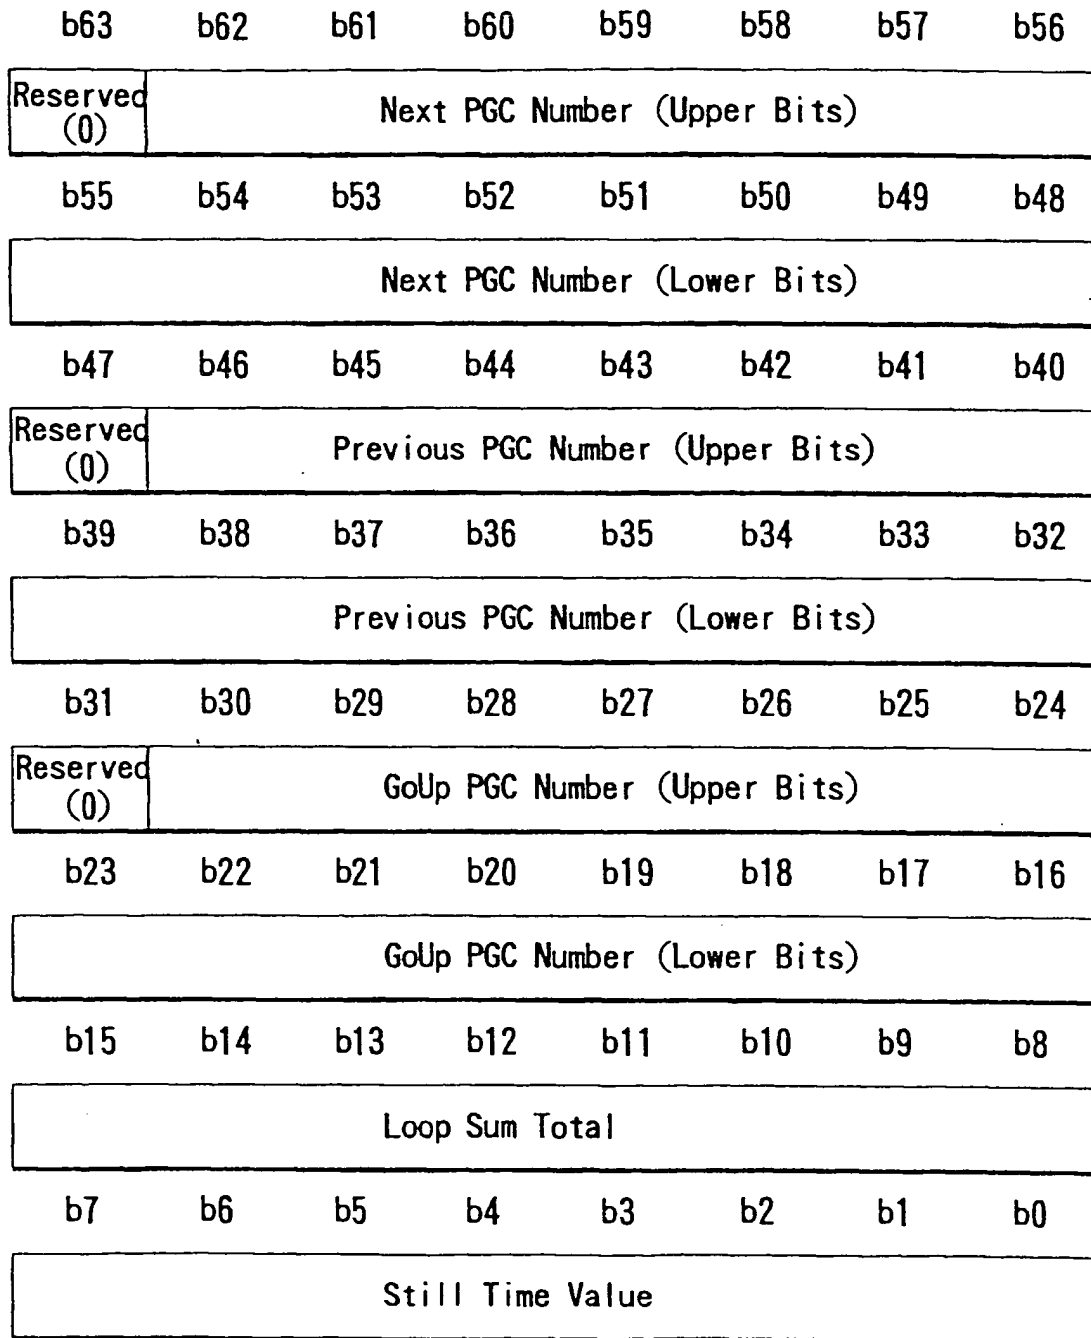 b63 b62 b61 b60 b59 b58 b57 b56
Reserved
(0)
Next PGC Number (Upper Bits)
b55 b54 b53 b52 b51 b50 b49 b48
Next PGC Number (Lower Bits)
b47 b46 b45 b44 b43 b42 b41 b40
Reserved
(0)
Previous PGC Number (Upper Bits)
b39 b38 b37 b36 b35 b34 b33 b32
Previous PGC Number (Lower Bits)
b31 b30 b29 b28 b27 b26 b25 b24
Reserved
(0)
GoUp PGC Number (Upper Bits)
b23 b22 b21 b20 b19 b18 b17 b16
GoUp PGC Number (Lower Bits)
b15 b14 b13 b12 b11 b10 b9 b8
Loop Sum Total
b7 b6 b5 b4 b3 b2 b1 b0
Still Time Value